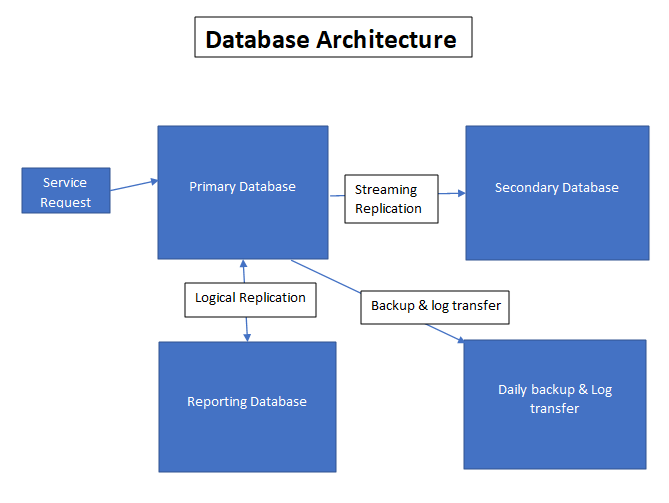 Database Architecture
Service
Request
Primary Database
Streaming
Replication
Secondary Database
Logical Replication
Backup & log transfer
Reporting Database
Daily backup & Log
transfer